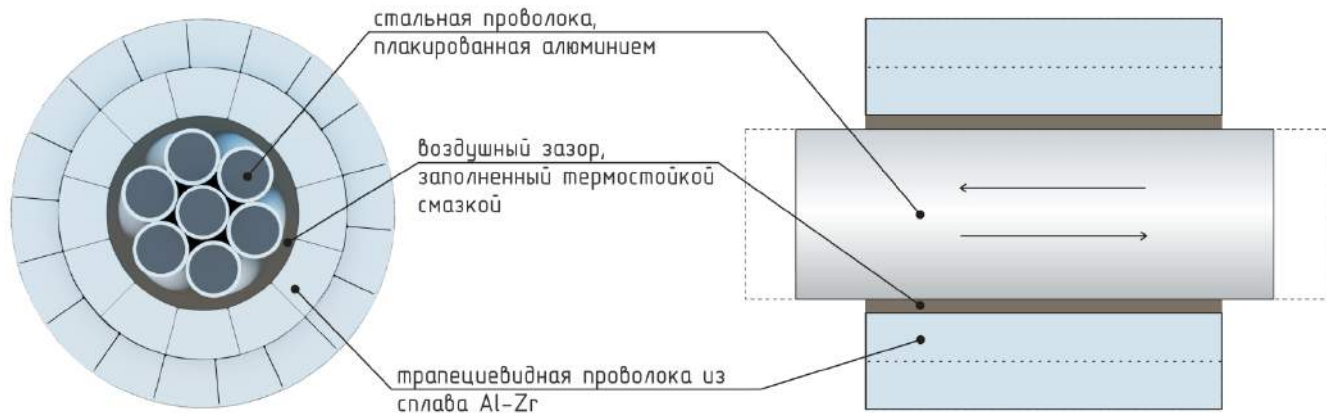 стальная проволока,
плакированная алюминием
воздушный зазор,
заполненный термостойкой
смазкой
трапециевидная проволока из
сплава Al-Zr